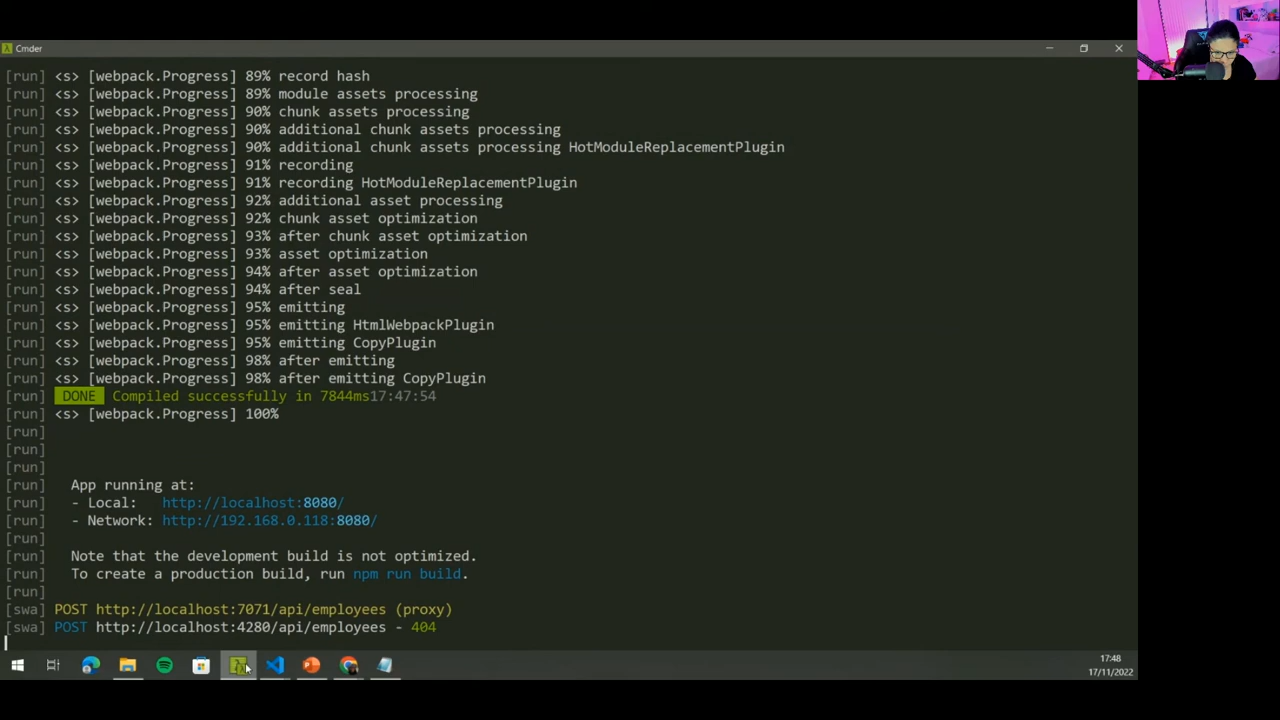 Cmder
[run] <s> [webpack.Progress] 89% record hash
[run] <s> [webpack.Progress] 89% module assets processing
[run] <s> [webpack.Progress] 90% chunk assets processing
[run] <s> [webpack.Progress] 90% additional chunk assets processing
[run] <s> [webpack.Progress] 90% additional chunk assets processing HotModuleReplacementPlugin
[run] <s> [webpack.Progress] 91% recording
[run] <s> [webpack.Progress] 91% recording HotModuleReplacementPlugin
[run] <s> [webpack.Progress] 92% additional asset processing
[run] <s> [webpack.Progress] 92% chunk asset optimization
[run] <s> [webpack.Progress] 93% after chunk asset optimization
[run] <s> [webpack.Progress] 93% asset optimization
[run] <s> [webpack.Progress] 94% after asset optimization
[run] <s> [webpack.Progress] 94% after seal
[run] <s> [webpack.Progress] 95% emitting
[run] <s> [webpack.Progress] 95% emitting HtmlWebpackPlugin
[run] <s> [webpack.Progress] 95% emitting CopyPlugin
[run] <s> [webpack.Progress] 98% after emitting
[run] <s> [webpack.Progress] 98% after emitting CopyPlugin
[run] DONE Compiled successfully in 7844ms17:47:54
[run] <s> [webpack.Progress] 100%
[run]
[run]
[run]
[run] App running at:
[run] - Local: http://localhost:8080/
[run] - Network: http://192.168.0.118:8080/
[run]
[run] Note that the development build is not optimized.
[run] To create a production build, run npm run build.
[run]
[swa] POST http://localhost:7071/api/employees (proxy)
[swa] POST http://localhost:4280/api/employees - 404
17:48
17/11/2022